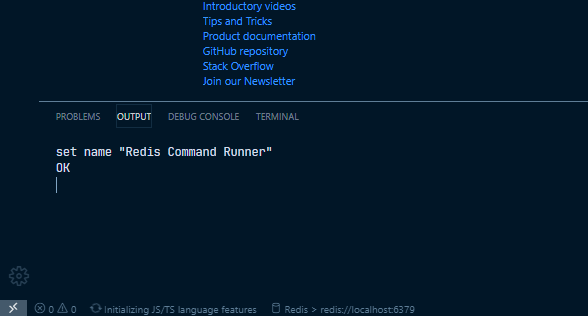 Introductory videos
Tips and Tricks
Product documentation
GitHub repository
Stack Overflow
Join our Newsletter
PROBLEMS OUTPUT DEBUG CONSOLE TERMINAL
set name "Redis Command Runner"
OK
0 0 Initializing JS/TS language features Redis > redis://localhost:6379